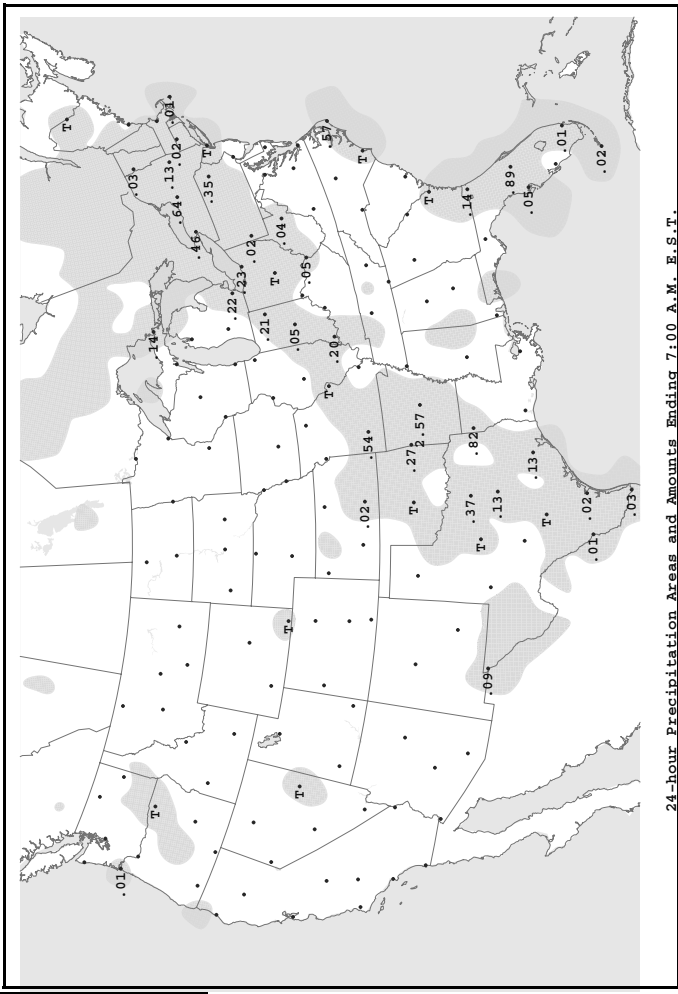 T
.01
.03
T
.14
.13
.01
.02
.64
.46
.35
T
.22
.23
.02
.21
T
.04
T
.05
T
.05
.57
T
.20
T
.02
.54
.27
T
2.57
T
.14
.37
.82
T
.09
.13
.89
.05
.13
T
.01
.02
.01
.02
.03
24-hour Precipitation Areas and Amounts Ending 7:00 A.M. E.S.T.